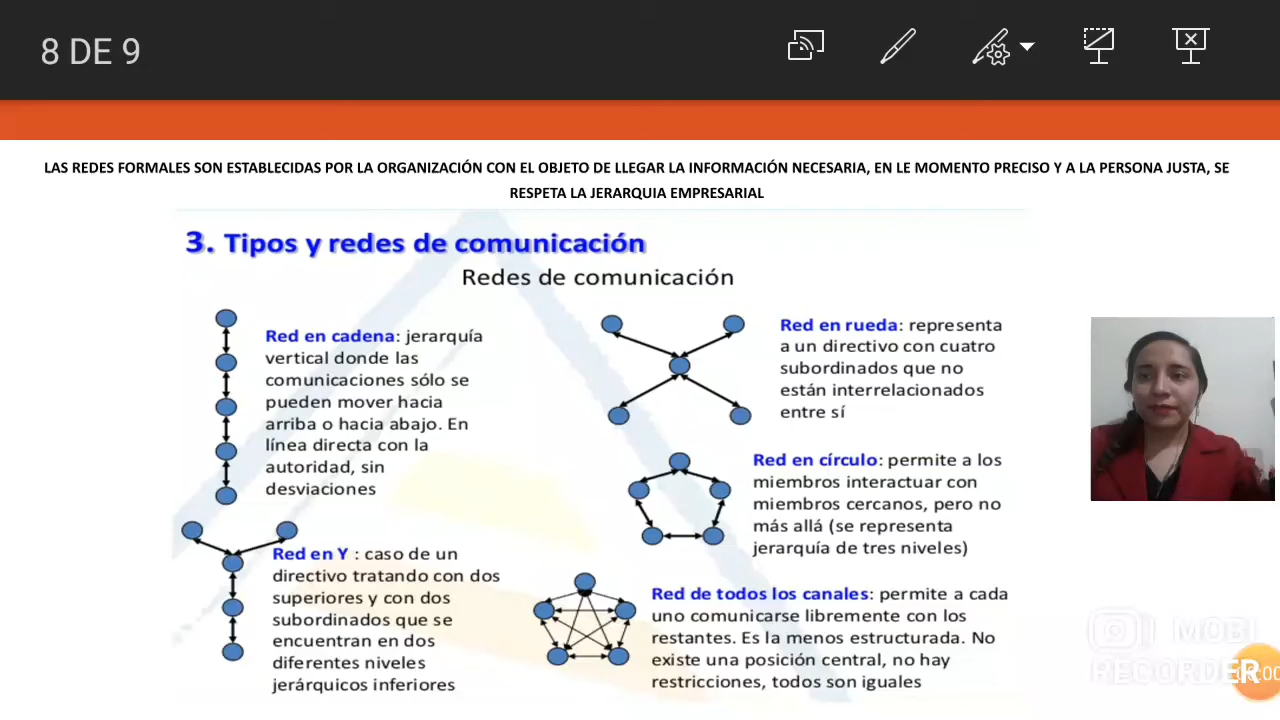 8 DE 9
LAS REDES FORMALES SON ESTABLECIDAS POR LA ORGANIZACIÓN CON EL OBJETO DE LLEGAR LA INFORMACIÓN NECESARIA, EN LE MOMENTO PRECISO Y A LA PERSONA JUSTA, SE
RESPETA LA JERARQUIA EMPRESARIAL
3. Tipos y redes de comunicación
Redes de comunicación
Red en cadena: jerarquía
vertical donde las
comunicaciones sólo se
pueden mover hacia
arriba o hacia abajo. En
línea directa con la
autoridad, sin
desviaciones
Red en rueda: representa
a un directivo con cuatro
subordinados que no
están interrelacionados
entre sí
Red en círculo: permite a los
miembros interactuar con
miembros cercanos, pero no
más allá (se representa
jerarquía de tres niveles)
Red en Y : caso de un
directivo tratando con dos
superiores y con dos
subordinados que se
encuentran en dos
diferentes niveles
jerárquicos inferiores
Red de todos los canales: permite a cada
uno comunicarse libremente con los
restantes. Es la menos estructurada. No
existe una posición central, no hay
restricciones, todos son iguales
MOBI
RECORDER